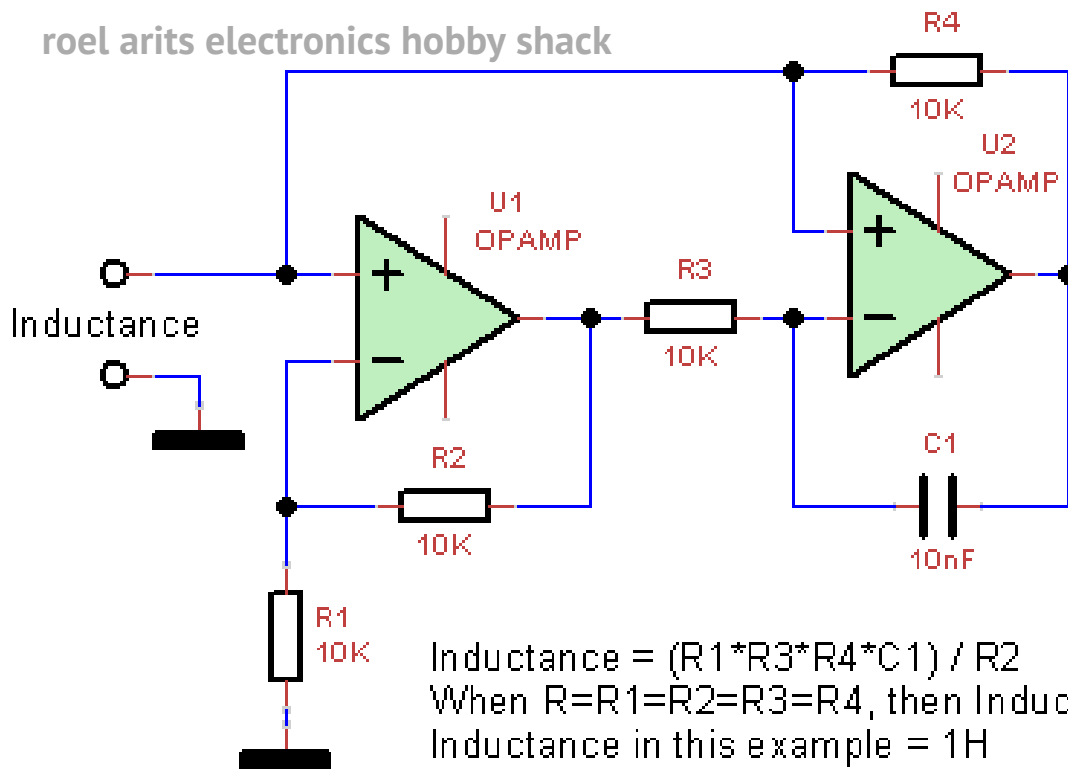 roel arits electronics hobby shack
R4
10K
U2
OPAMP
U1
OPAMP
+
+
R3
10K
Inductance
−
−
R2
10K
C1
10nF
R1
10K
Inductance = (R1*R3*R4*C1) / R2
When R=R1=R2=R3=R4, then Induc
Inductance in this example = 1H